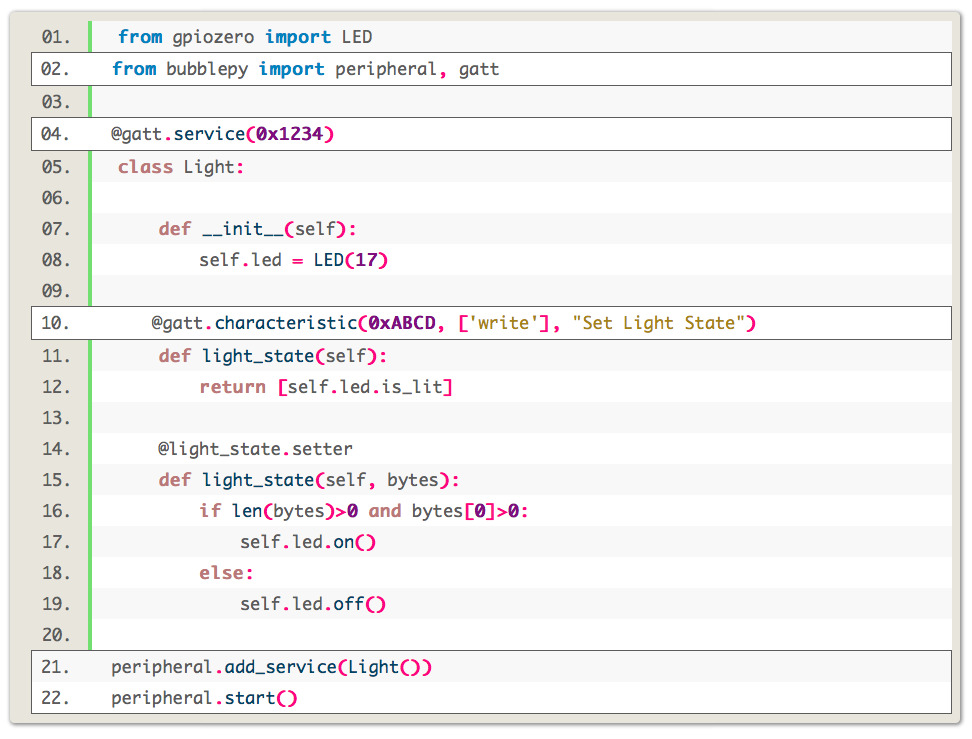 01. from gpiozero import LED
02. from bubblepy import peripheral, gatt
03.
04. @gatt.service(0x1234)
05. class Light:
06.
07.     def __init__(self):
08.         self.led = LED(17)
09.
10.     @gatt.characteristic(0xABCD, ['write'], "Set Light State")
11.     def light_state(self):
12.         return [self.led.is_lit]
13.
14.     @light_state.setter
15.     def light_state(self, bytes):
16.         if len(bytes)>0 and bytes[0]>0:
17.             self.led.on()
18.         else:
19.             self.led.off()
20.
21. peripheral.add_service(Light())
22. peripheral.start()